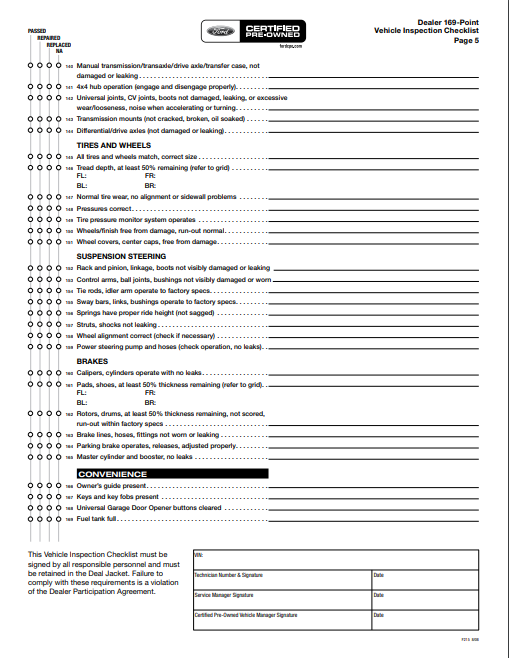 Dealer 169-Point
Vehicle Inspection Checklist
Page 5
Ford
CERTIFIED
PRE-OWNED
fordcpo.com
PASSED
REPAIRED
REPLACED
NA
140 Manual transmission/transaxle/drive axle/transfer case, not
damaged or leaking
141 4x4 hub operation (engage and disengage properly)
142 Universal joints, CV joints, boots not damaged, leaking, or excessive
wear/looseness, noise when accelerating or turning
143 Transmission mounts (not cracked, broken, oil soaked)
144 Differential/drive axles (not damaged or leaking)
TIRES AND WHEELS
145 All tires and wheels match, correct size
146 Tread depth, at least 50% remaining (refer to grid)
FL: FR:
BL: BR:
147 Normal tire wear, no alignment or sidewall problems
148 Pressures correct
149 Tire pressure monitor system operates
150 Wheels/finish free from damage, run-out normal
151 Wheel covers, center caps, free from damage
SUSPENSION STEERING
152 Rack and pinion, linkage, boots not visibly damaged or leaking
153 Control arms, ball joints, bushings not visibly damaged or worn
154 Tie rods, idler arm operate to factory specs
155 Sway bars, links, bushings operate to factory specs
156 Springs have proper ride height (not sagged)
157 Struts, shocks not leaking
158 Wheel alignment correct (check if necessary)
159 Power steering pump and hoses (check operation, no leaks)
BRAKES
160 Calipers, cylinders operate with no leaks
161 Pads, shoes, at least 50% thickness remaining (refer to grid)
FL: FR:
BL: BR:
162 Rotors, drums, at least 50% thickness remaining, not scored,
run-out within factory specs
163 Brake lines, hoses, fittings not worn or leaking
164 Parking brake operates, releases, adjusted properly
165 Master cylinder and booster, no leaks
CONVENIENCE
166 Owner's guide present
167 Keys and key fobs present
168 Universal Garage Door Opener buttons cleared
169 Fuel tank full
This Vehicle Inspection Checklist must be
signed by all responsible personnel and must
be retained in the Deal Jacket. Failure to
comply with these requirements is a violation
of the Dealer Participation Agreement.
VIN:
Technician Number & Signature Date
Service Manager Signature Date
Certified Pre-Owned Vehicle Manager Signature Date